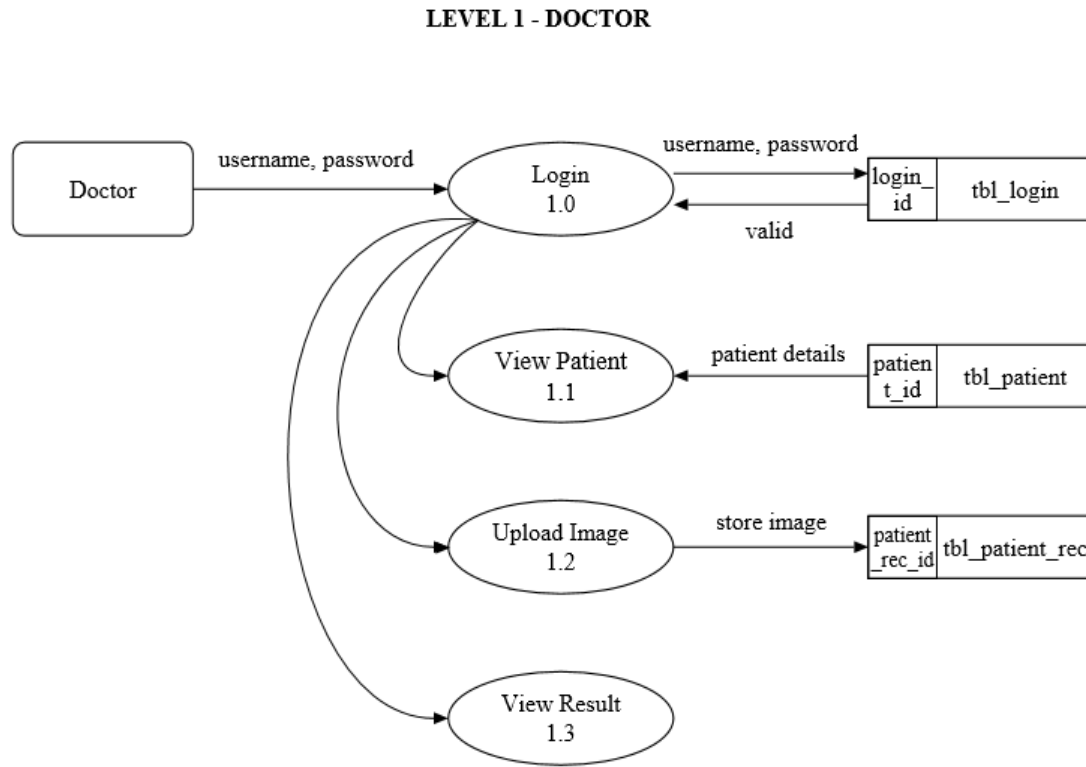 LEVEL 1 - DOCTOR
Doctor
username, password
Login
1.0
username, password
valid
login_
id
tbl_login
View Patient
1.1
patient details
patien
t_id
tbl_patient
Upload Image
1.2
store image
patient
_rec_id
tbl_patient_rec
View Result
1.3